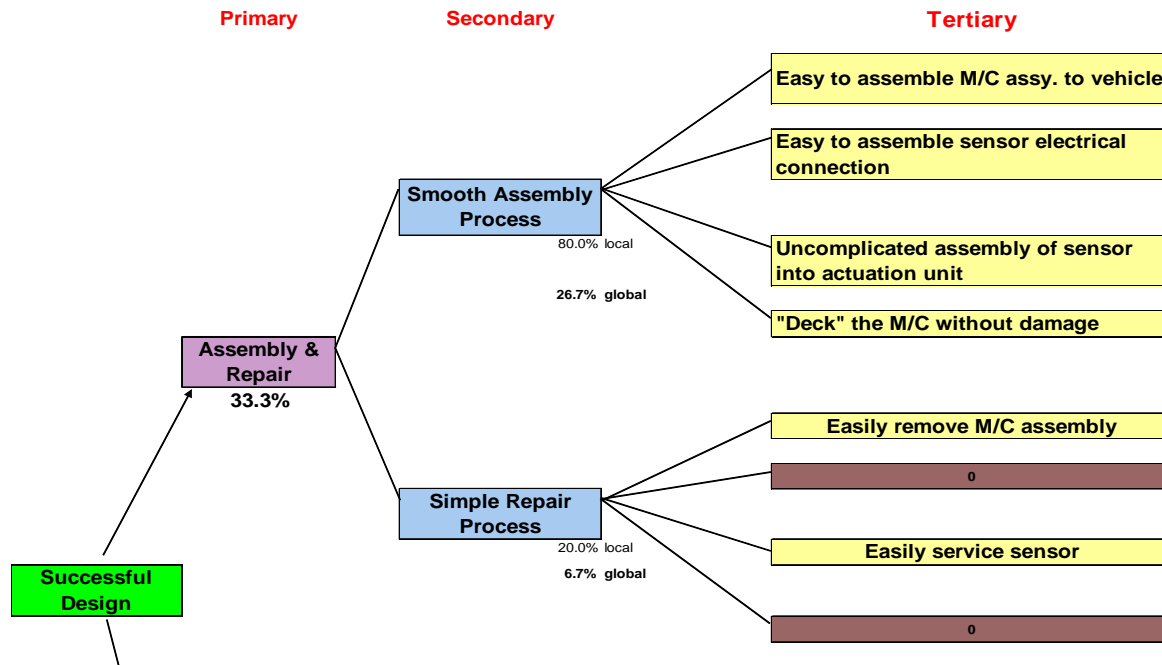 Primary
Secondary
Tertiary
Easy to assemble M/C assy. to vehicle
Easy to assemble sensor electrical
connection
Smooth Assembly
Process
80.0% local
26.7% global
Uncomplicated assembly of sensor
into actuation unit
"Deck" the M/C without damage
Assembly &
Repair
33.3%
Easily remove M/C assembly
0
Simple Repair
Process
20.0% local
6.7% global
Easily service sensor
0
Successful
Design